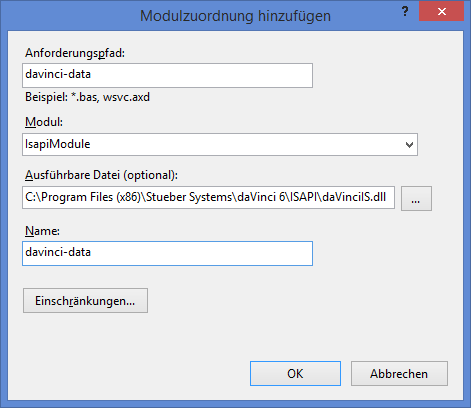 Modulzuordnung hinzufügen
?
Anforderungspfad:
davinci-data
Beispiel: *.bas, wsvc.axd
Modul:
IsapiModule
Ausführbare Datei (optional):
C:\Program Files (x86)\Stueber Systems\daVinci 6\ISAPI\daVinciIS.dll
...
Name:
davinci-data
Einschränkungen...
OK
Abbrechen